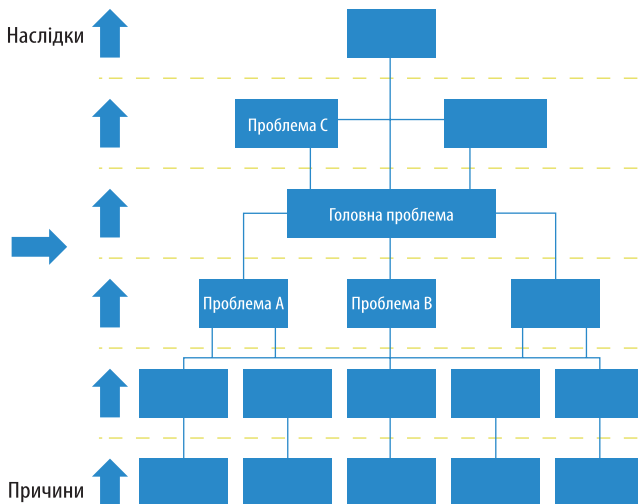 Наслідки
Проблема С
Головна проблема
Проблема А
Проблема В
Причини